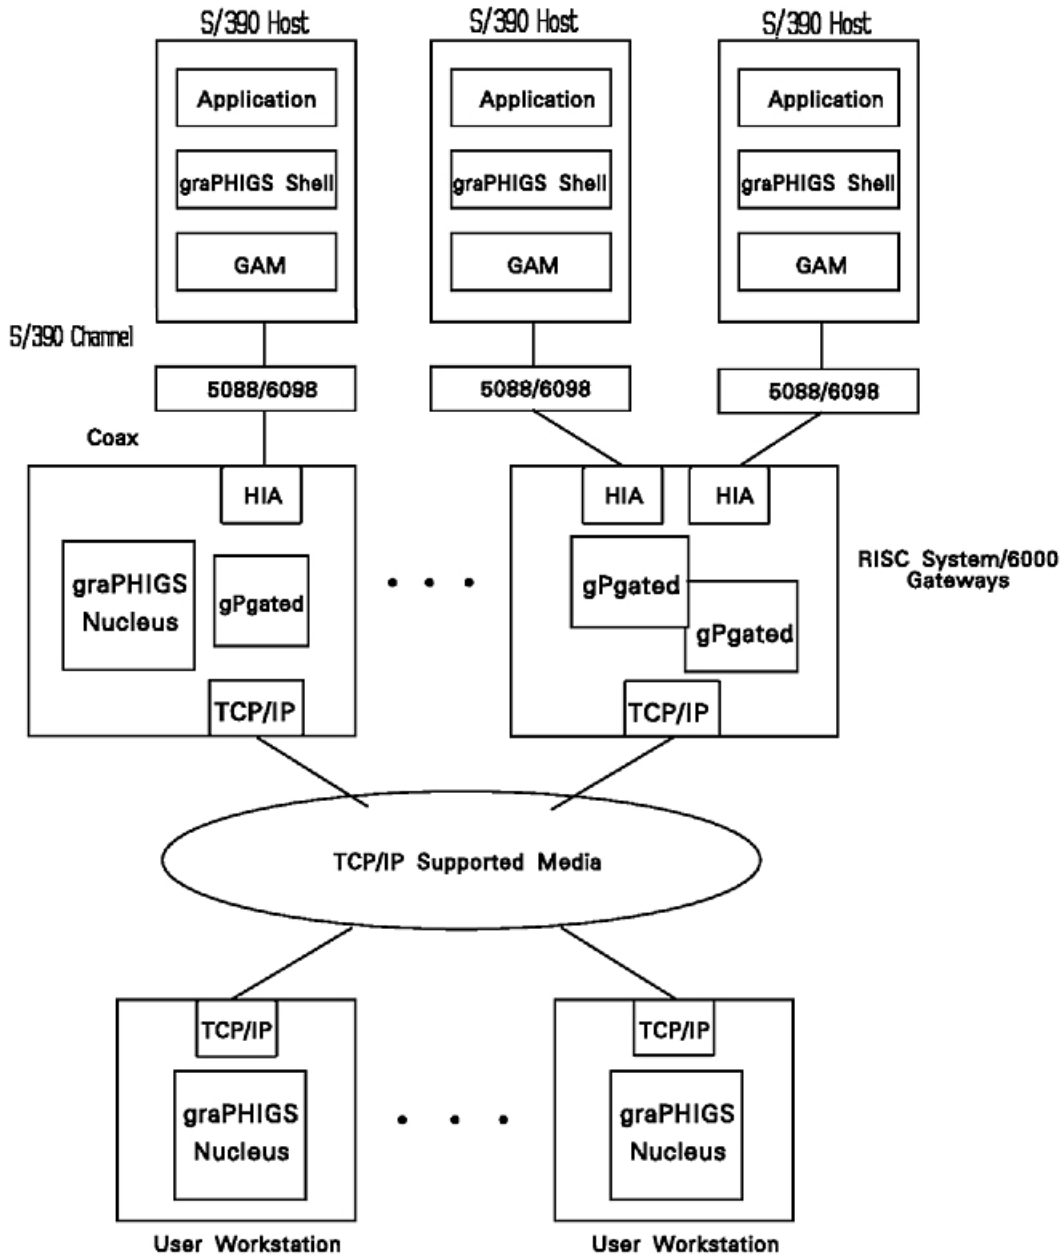 S/390 Host
S/390 Host
S/390 Host
Application
Application
Application
graPHIGS Shell
graPHIGS Shell
graPHIGS Shell
GAM
GAM
GAM
S/390 Channel
5088/6098
5088/6098
5088/6098
Coax
HIA
HIA
HIA
graPHIGS
Nucleus
gPgated
gPgated
gPgated
RISC System/6000
Gateways
TCP/IP
TCP/IP
TCP/IP Supported Media
TCP/IP
TCP/IP
graPHIGS
Nucleus
graPHIGS
Nucleus
User Workstation
User Workstation